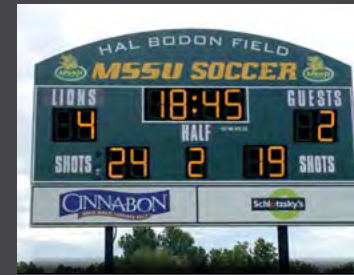 HAL BODON FIELD
MSSU SOCCER
LIONS 18:45 GUESTS
4 HALF 2
SHOTS 24 2 19 SHOTS
CINNABON
Schlotzsky's